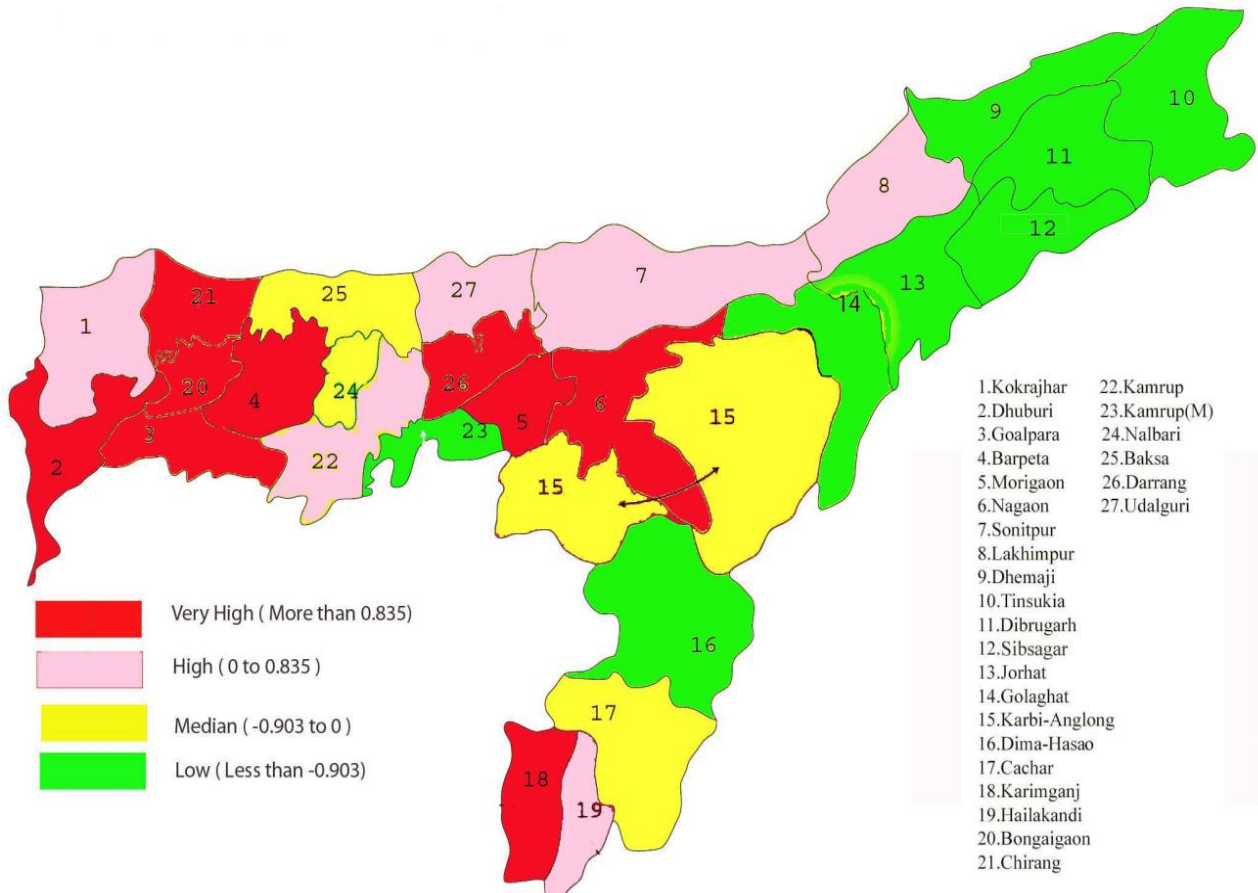 10
9
11
8
12
7
13
27
21
25
14
1
20
24
26
4
6
15
3
5
23
22
2
15
16
17
18
19
Very High ( More than 0.835)
High ( 0 to 0.835 )
Median ( -0.903 to 0 )
Low ( Less than -0.903)
1.Kokrajhar
2.Dhuburi
3.Goalpara
4.Barpeta
5.Morigaon
6.Nagaon
7.Sonitpur
8.Lakhimpur
9.Dhemaji
10.Tinsukia
11.Dibrugarh
12.Sibsagar
13.Jorhat
14.Golaghat
15.Karbi-Anglong
16.Dima-Hasao
17.Cachar
18.Karimganj
19.Hailakandi
20.Bongaigaon
21.Chirang
22.Kamrup
23.Kamrup(M)
24.Nalbari
25.Baksa
26.Darrang
27.Udalguri